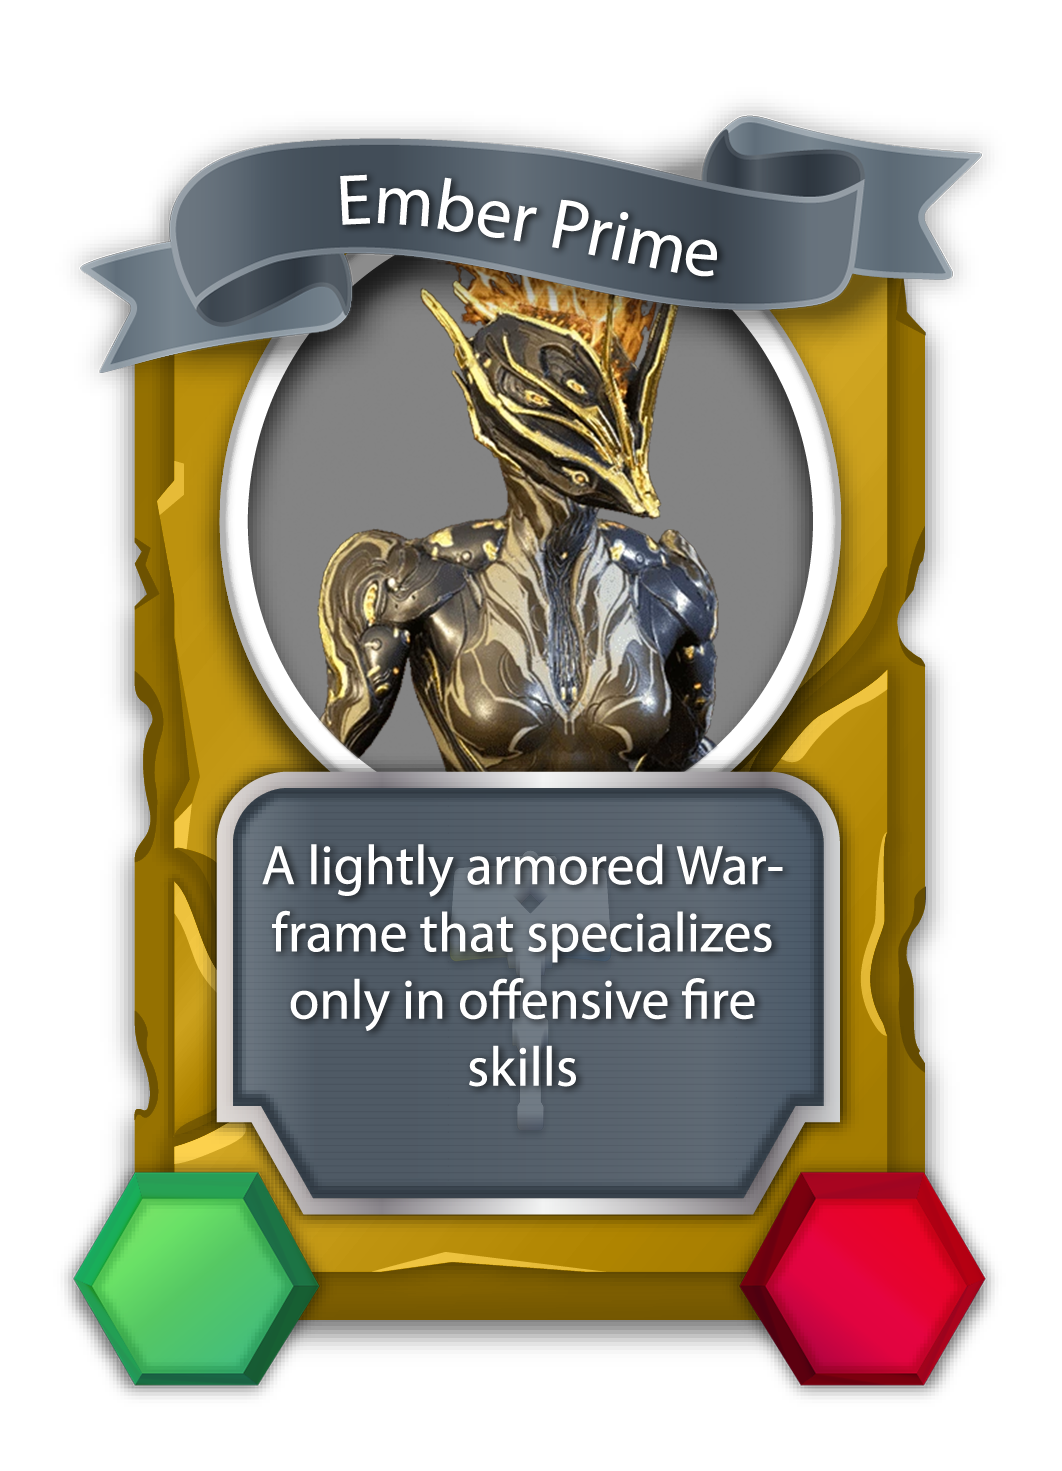 Ember Prime
A lightly armored War-
frame that specializes
only in offensive fire
skills